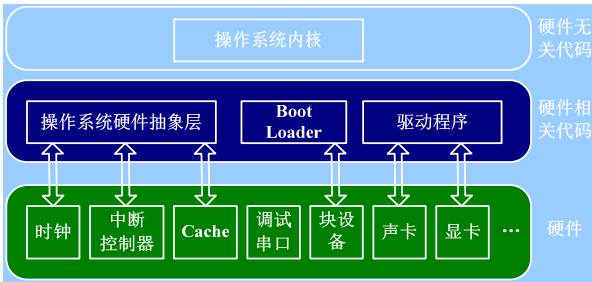 操作系统内核
硬件无
关代码
操作系统硬件抽象层
Boot
Loader
驱动程序
硬件相
关代码
时钟
中断
控制器
Cache
调试
串口
块设
备
声卡
显卡
...
硬件